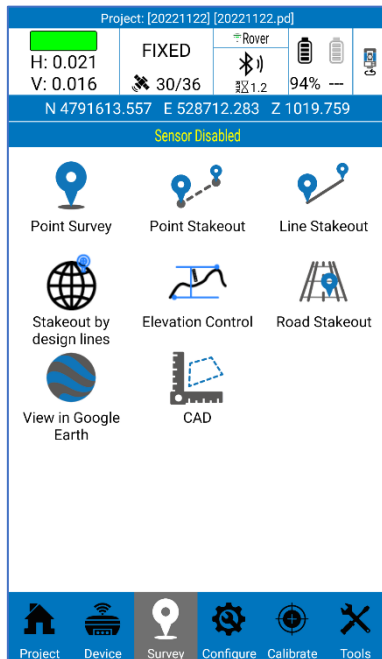 Project: [20221122] [20221122.pd]
H: 0.021
V: 0.016
FIXED
30/36
Rover
1.2
94% ---
N 4791613.557 E 528712.283 Z 1019.759
Sensor Disabled
Point Survey
Point Stakeout
Line Stakeout
Stakeout by
design lines
Elevation Control
Road Stakeout
View in Google
Earth
CAD
Project Device Survey Configure Calibrate Tools